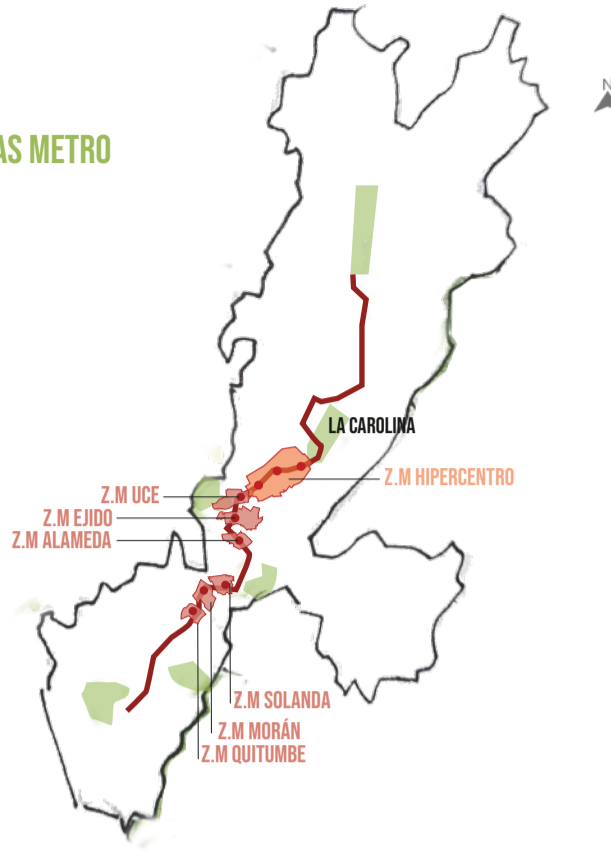 N
AS METRO
LA CAROLINA
Z.M HIPERCENTRO
Z.M UCE
Z.M EJIDO
Z.M ALAMEDA
Z.M SOLANDA
Z.M MORÁN
Z.M QUITUMBE